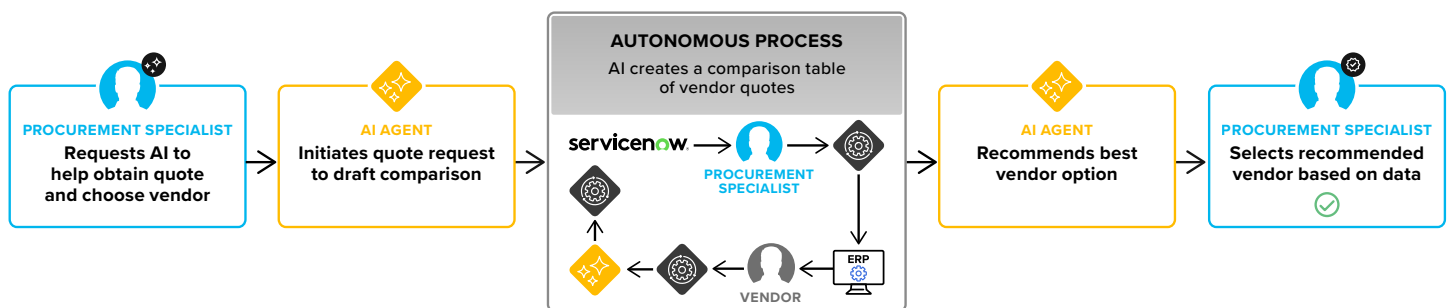 PROCUREMENT SPECIALIST
Requests AI to
help obtain quote
and choose vendor
AI AGENT
Initiates quote request
to draft comparison
AUTONOMOUS PROCESS
AI creates a comparison table
of vendor quotes
servicenow
PROCUREMENT
SPECIALIST
ERP
VENDOR
AI AGENT
Recommends best
vendor option
PROCUREMENT SPECIALIST
Selects recommended
vendor based on data